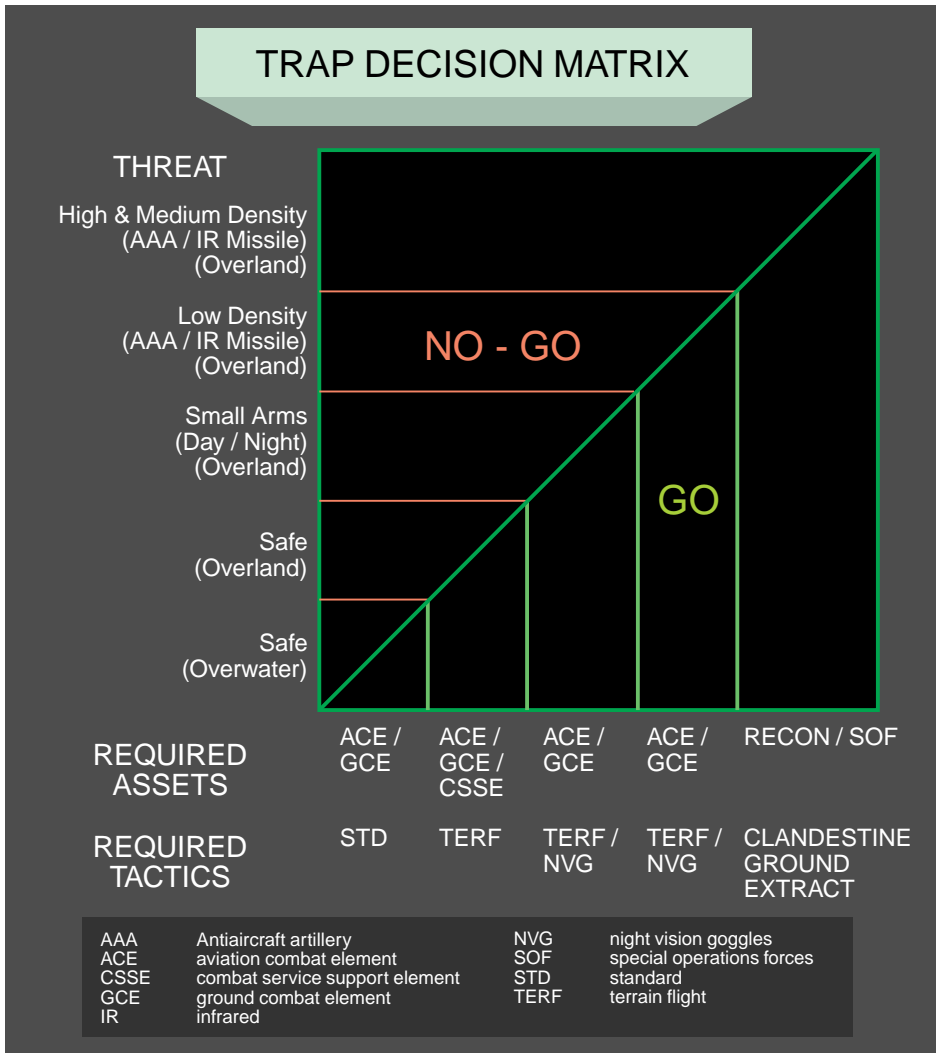 TRAP DECISION MATRIX
THREAT
High & Medium Density
(AAA / IR Missile)
(Overland)
Low Density
(AAA / IR Missile)
(Overland)
Small Arms
(Day / Night)
(Overland)
Safe
(Overland)
Safe
(Overwater)
NO - GO
GO
REQUIRED
ASSETS
ACE /
GCE
ACE /
GCE /
CSSE
ACE /
GCE
ACE /
GCE
RECON / SOF
REQUIRED
TACTICS
STD
TERF
TERF /
NVG
TERF /
NVG
CLANDESTINE
GROUND
EXTRACT
AAA Antiaircraft artillery
ACE aviation combat element
CSSE combat service support element
GCE ground combat element
IR infrared
NVG night vision goggles
SOF special operations forces
STD standard
TERF terrain flight